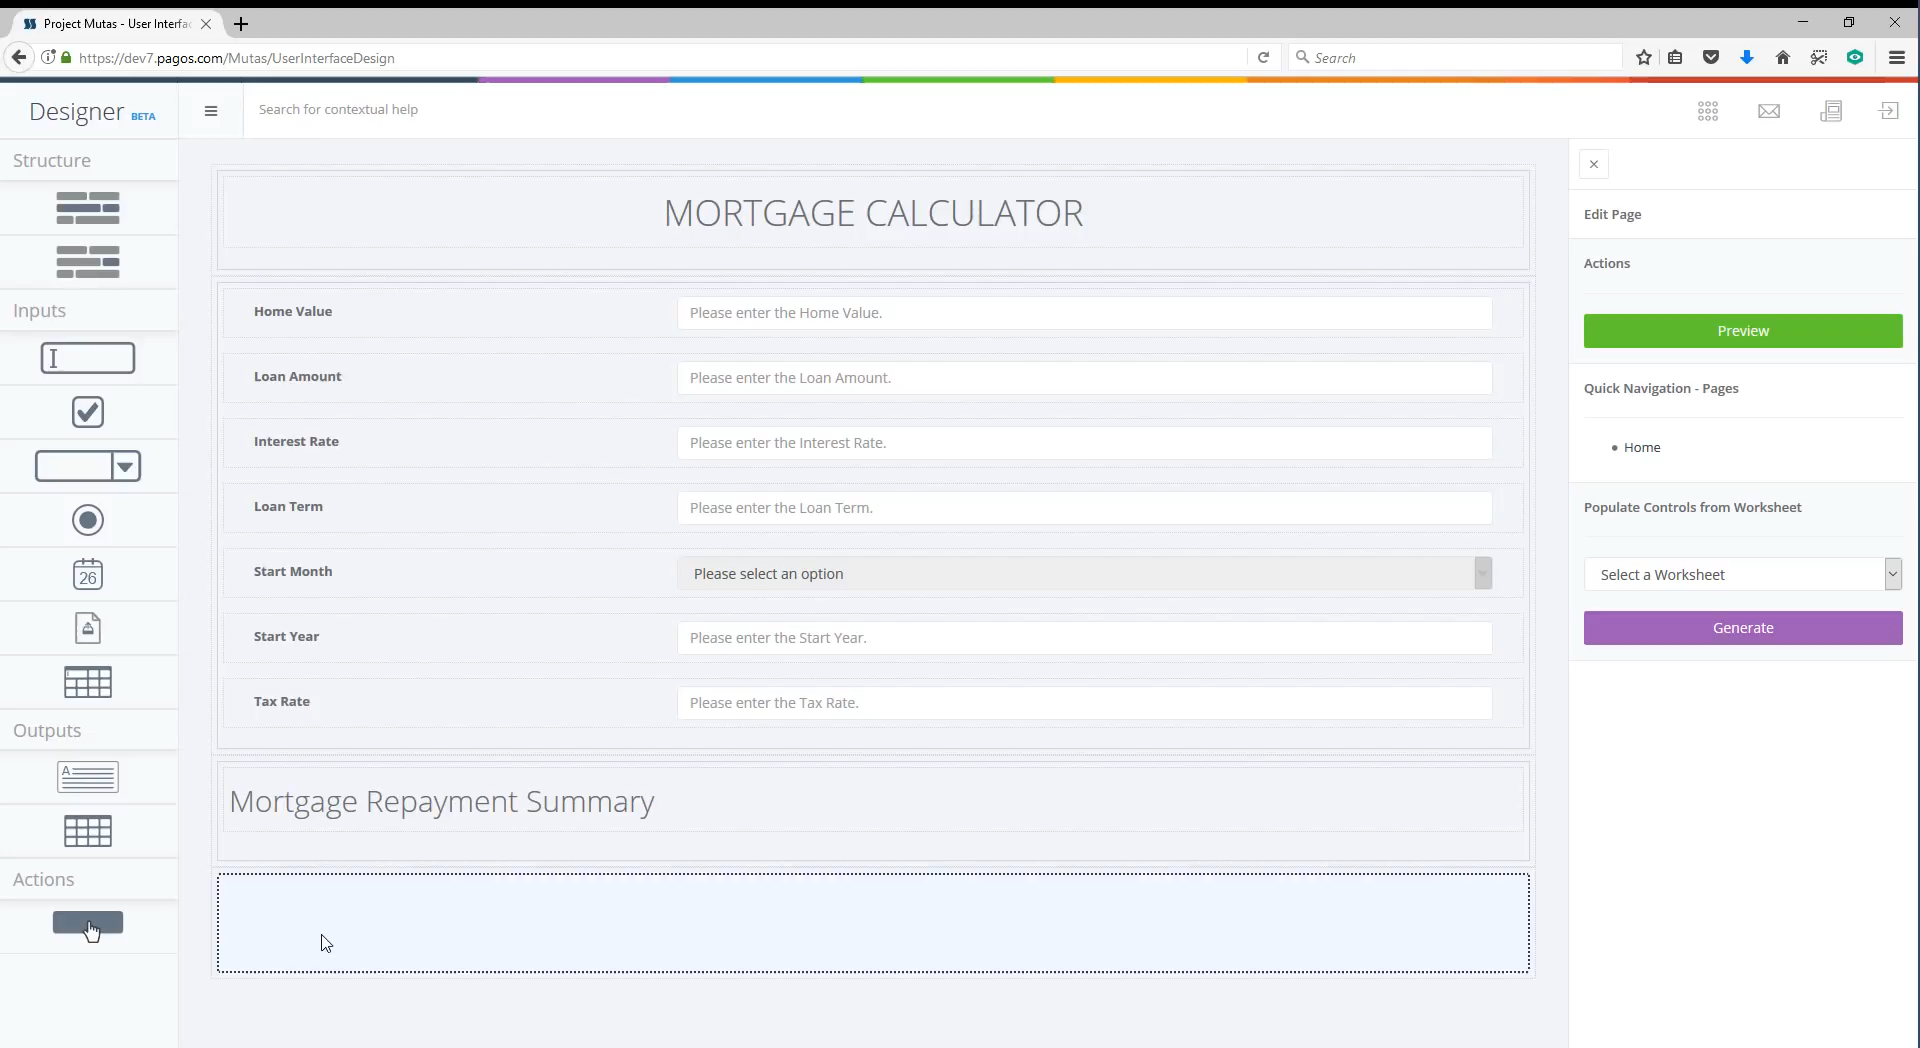 Project Mutas - User Interfa
https://dev7.pagos.com/Mutas/UserInterfaceDesign
Search
Designer BETA
Search for contextual help
Structure
Inputs
26
Outputs
A
Actions
MORTGAGE CALCULATOR
Home Value
Please enter the Home Value.
Loan Amount
Please enter the Loan Amount.
Interest Rate
Please enter the Interest Rate.
Loan Term
Please enter the Loan Term.
Start Month
Please select an option
Start Year
Please enter the Start Year.
Tax Rate
Please enter the Tax Rate.
Mortgage Repayment Summary
Edit Page
Actions
Preview
Quick Navigation - Pages
Home
Populate Controls from Worksheet
Select a Worksheet
Generate